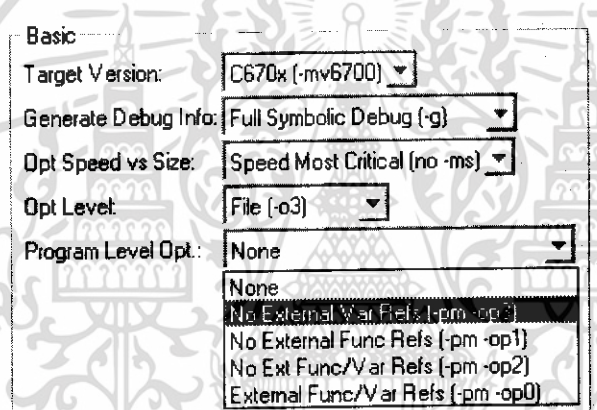 Basic
Target Version: C670x (-mv6700)
Generate Debug Info: Full Symbolic Debug (-g)
Opt Speed vs Size: Speed Most Critical (no -ms)
Opt Level: File (-o3)
Program Level Opt.: None
None
No External Var Refs (-pm -op3)
No External Func Refs (-pm -op1)
No Ext Func/Var Refs (-pm -op2)
External Func/Var Refs (-pm -op0)